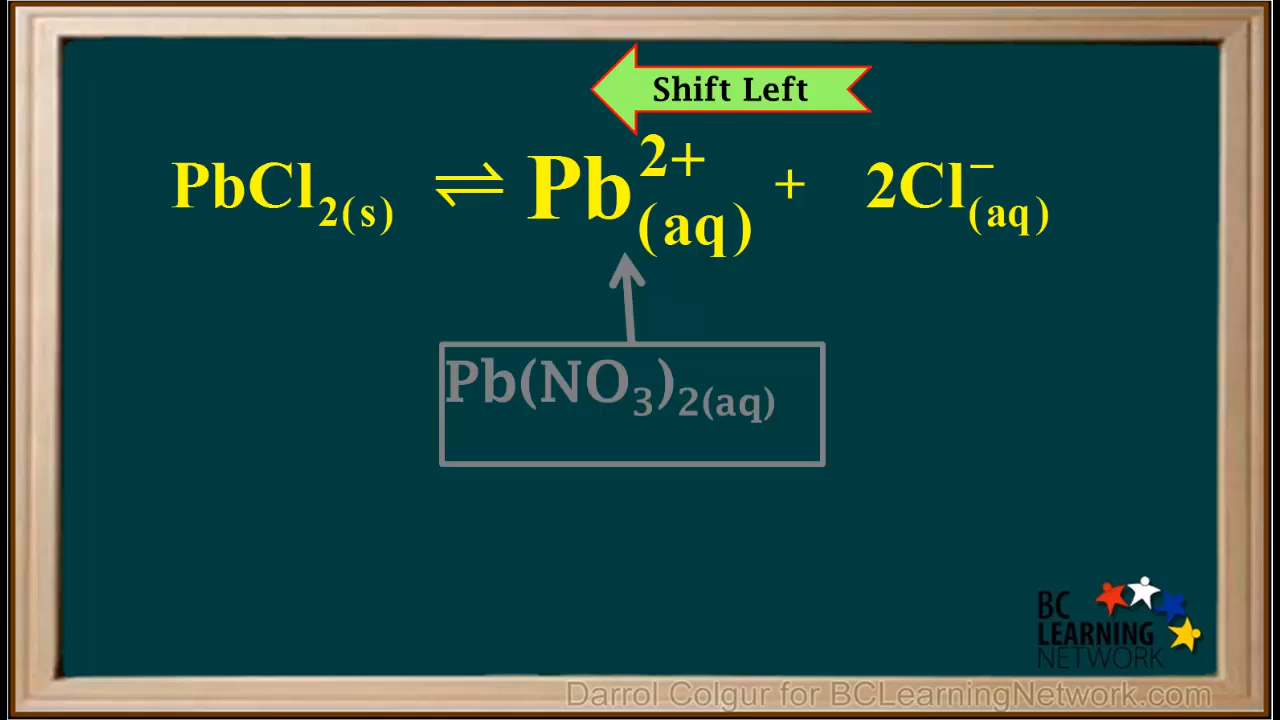 Shift Left
PbCl₂(s) ⇌ Pb²⁺(aq) + 2Cl⁻(aq)
Pb(NO₃)₂(aq)
BC
LEARNING
NETWORK
Darrol Colgur for BCLearningNetwork.com